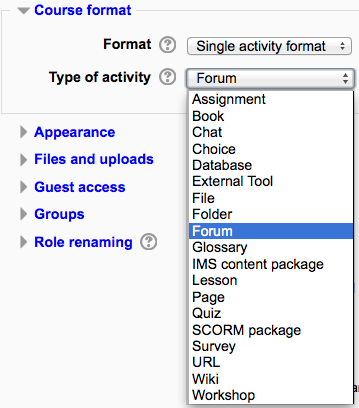 Course format
Format Single activity format
Type of activity Forum
Assignment
Book
Chat
Choice
Database
External Tool
File
Folder
Forum
Glossary
IMS content package
Lesson
Page
Quiz
SCORM package
Survey
URL
Wiki
Workshop
Appearance
Files and uploads
Guest access
Groups
Role renaming